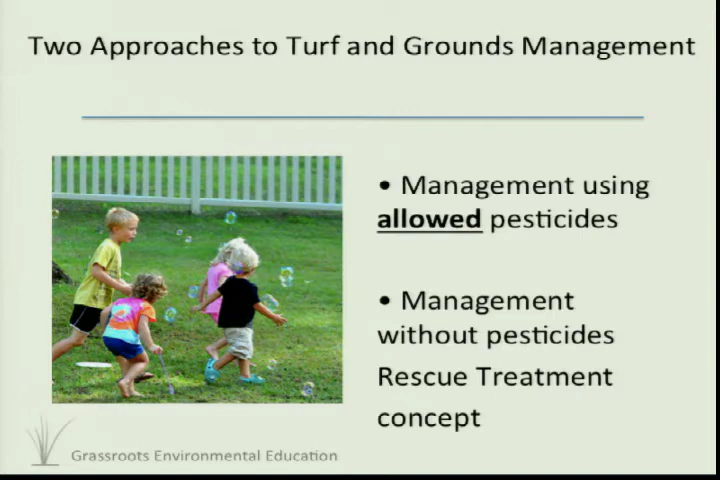 Two Approaches to Turf and Grounds Management
• Management using
allowed pesticides
• Management
without pesticides
Rescue Treatment
concept
Grassroots Environmental Education